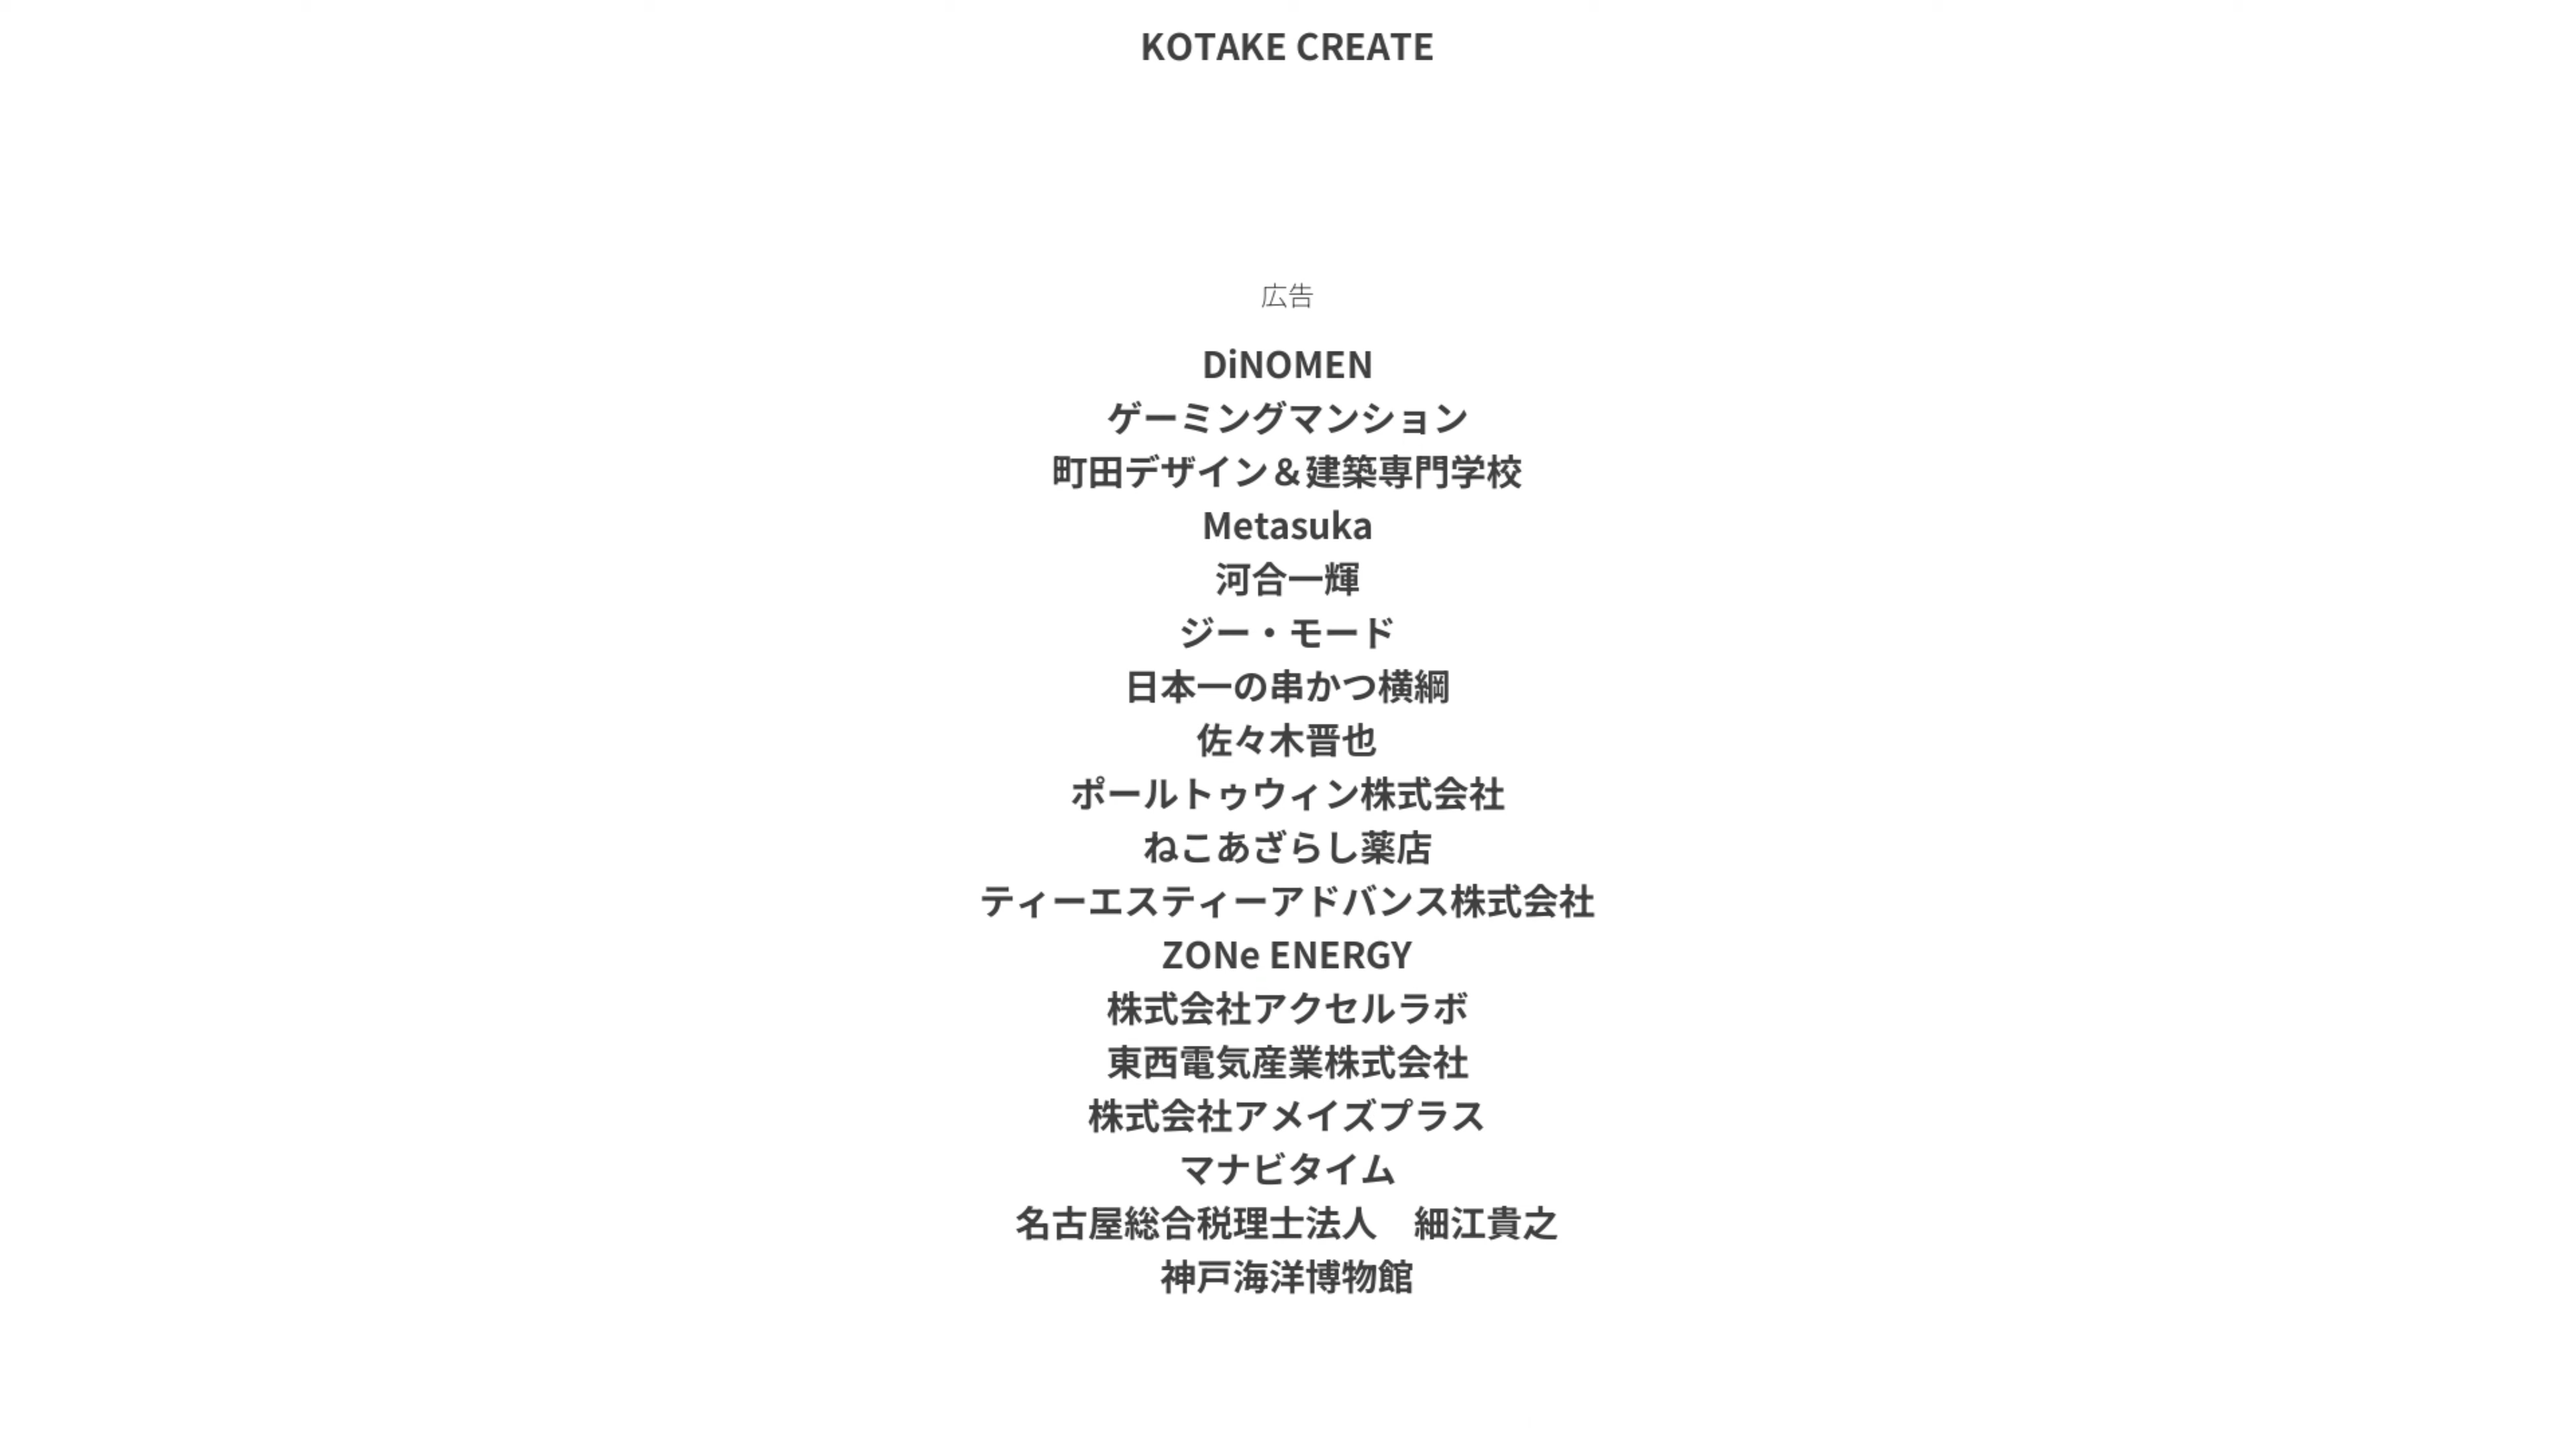 KOTAKE CREATE
広告
DiNOMEN
ゲーミングマンション
町田デザイン＆建築専門学校
Metasuka
河合一輝
ジー・モード
日本一の串かつ横綱
佐々木晋也
ポールトゥウィン株式会社
ねこあざらし薬店
ティーエスティーアドバンス株式会社
ZONe ENERGY
株式会社アクセルラボ
東西電気産業株式会社
株式会社アメイズプラス
マナビタイム
名古屋総合税理士法人　細江貴之
神戸海洋博物館